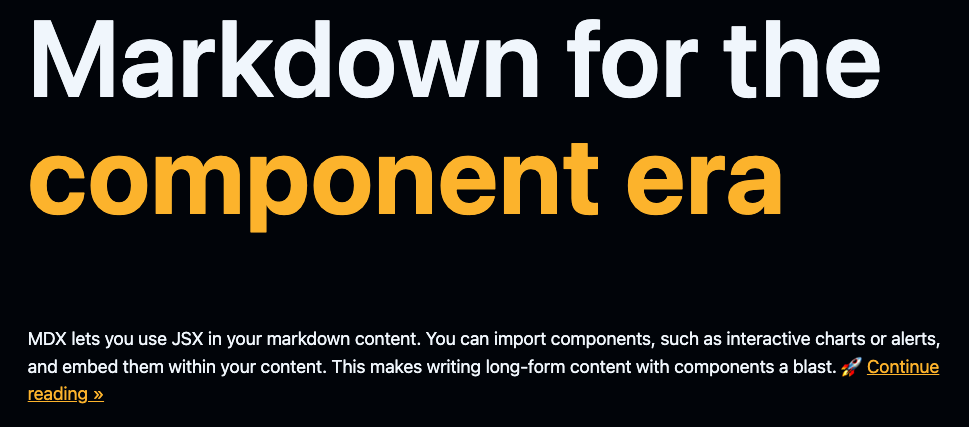 Markdown for the
component era
MDX lets you use JSX in your markdown content. You can import components, such as interactive charts or alerts,
and embed them within your content. This makes writing long-form content with components a blast. 🚀 Continue
reading »